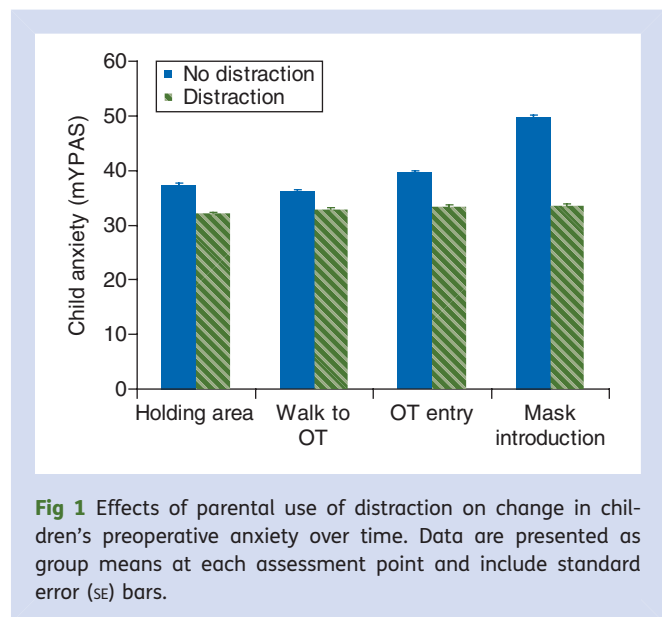 60
50
40
30
20
10
0
Child anxiety (mYPAS)
No distraction
Distraction
Holding area
Walk to
OT
OT entry
Mask
introduction
Fig 1 Effects of parental use of distraction on change in chil-
dren's preoperative anxiety over time. Data are presented as
group means at each assessment point and include standard
error (SE) bars.